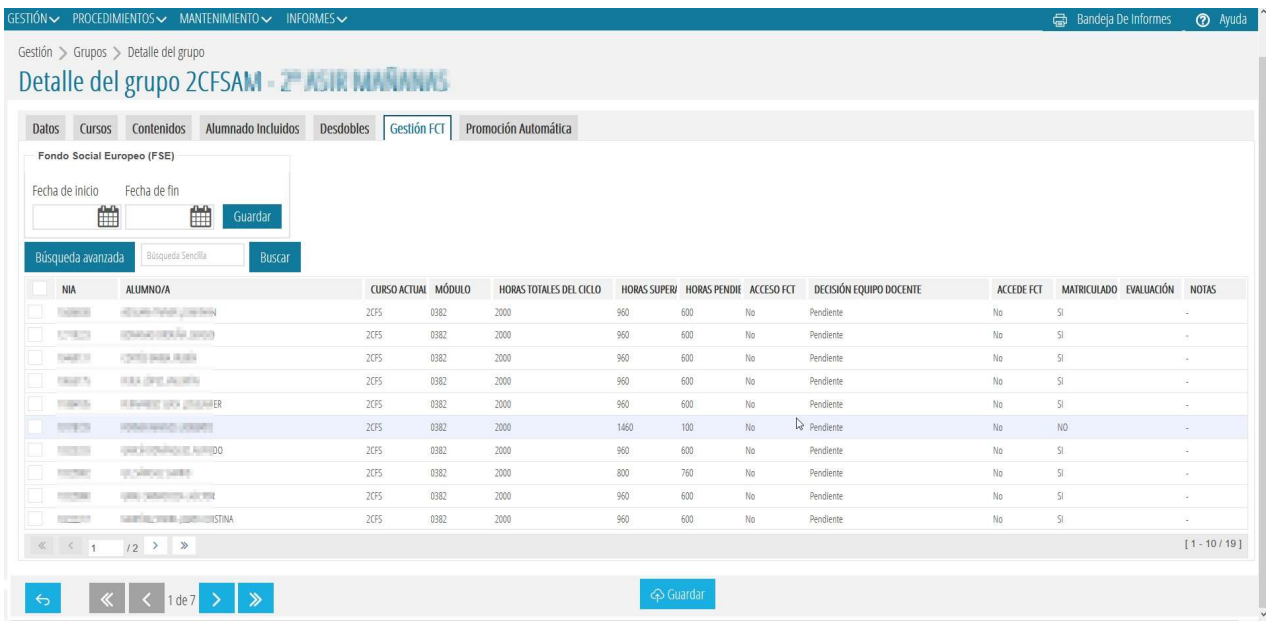 GESTIÓN PROCEDIMIENTOS MANTENIMIENTO INFORMES Bandeja De Informes Ayuda
Gestión > Grupos > Detalle del grupo
Detalle del grupo 2CFSAM - 2º ASIR MAÑANAS
Datos Cursos Contenidos Alumnado Incluidos Desdobles Gestión FCT Promoción Automática
Fondo Social Europeo (FSE)
Fecha de inicio Fecha de fin
Guardar
Búsqueda avanzada Búsqueda Sencilla Buscar
NIA ALUMNO/A CURSO ACTUAL MÓDULO HORAS TOTALES DEL CICLO HORAS SUPER HORAS PENDIE ACCESO FCT DECISIÓN EQUIPO DOCENTE ACCEDE FCT MATRICULADO EVALUACIÓN NOTAS
2CFS 0382 2000 960 600 No Pendiente No SI -
2CFS 0382 2000 960 600 No Pendiente No SI -
2CFS 0382 2000 960 600 No Pendiente No SI -
2CFS 0382 2000 960 600 No Pendiente No SI -
2CFS 0382 2000 960 600 No Pendiente No SI -
2CFS 0382 2000 1460 100 No Pendiente No NO -
2CFS 0382 2000 960 600 No Pendiente No SI -
2CFS 0382 2000 800 760 No Pendiente No SI -
2CFS 0382 2000 960 600 No Pendiente No SI -
2CFS 0382 2000 960 600 No Pendiente No SI -
« < 1 / 2 > » [ 1 - 10 / 19 ]
« < 1 de 7 > » Guardar